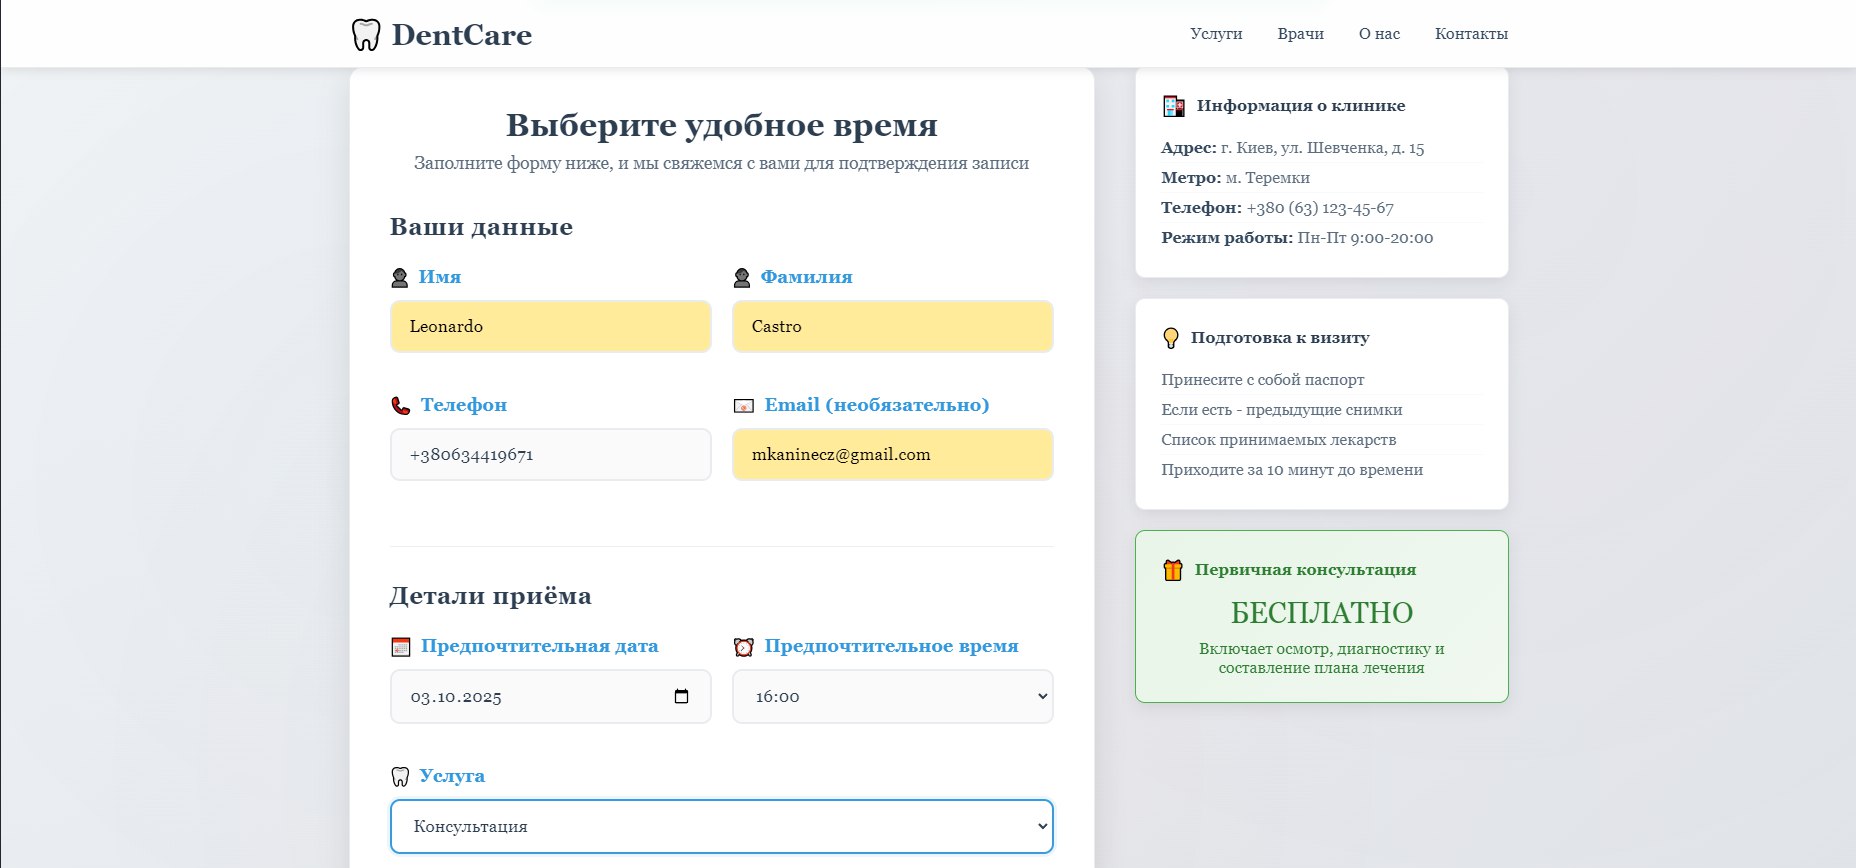 DentCare
Услуги Врачи О нас Контакты
Выберите удобное время
Заполните форму ниже, и мы свяжемся с вами для подтверждения записи
Ваши данные
Имя
Фамилия
Leonardo
Castro
Телефон
Email (необязательно)
+380634419671
mkaninecz@gmail.com
Детали приёма
Предпочтительная дата
Предпочтительное время
03.10.2025
16:00
Услуга
Консультация
Информация о клинике
Адрес: г. Киев, ул. Шевченка, д. 15
Метро: м. Теремки
Телефон: +380 (63) 123-45-67
Режим работы: Пн-Пт 9:00-20:00
Подготовка к визиту
Принесите с собой паспорт
Если есть - предыдущие снимки
Список принимаемых лекарств
Приходите за 10 минут до времени
Первичная консультация
БЕСПЛАТНО
Включает осмотр, диагностику и
составление плана лечения